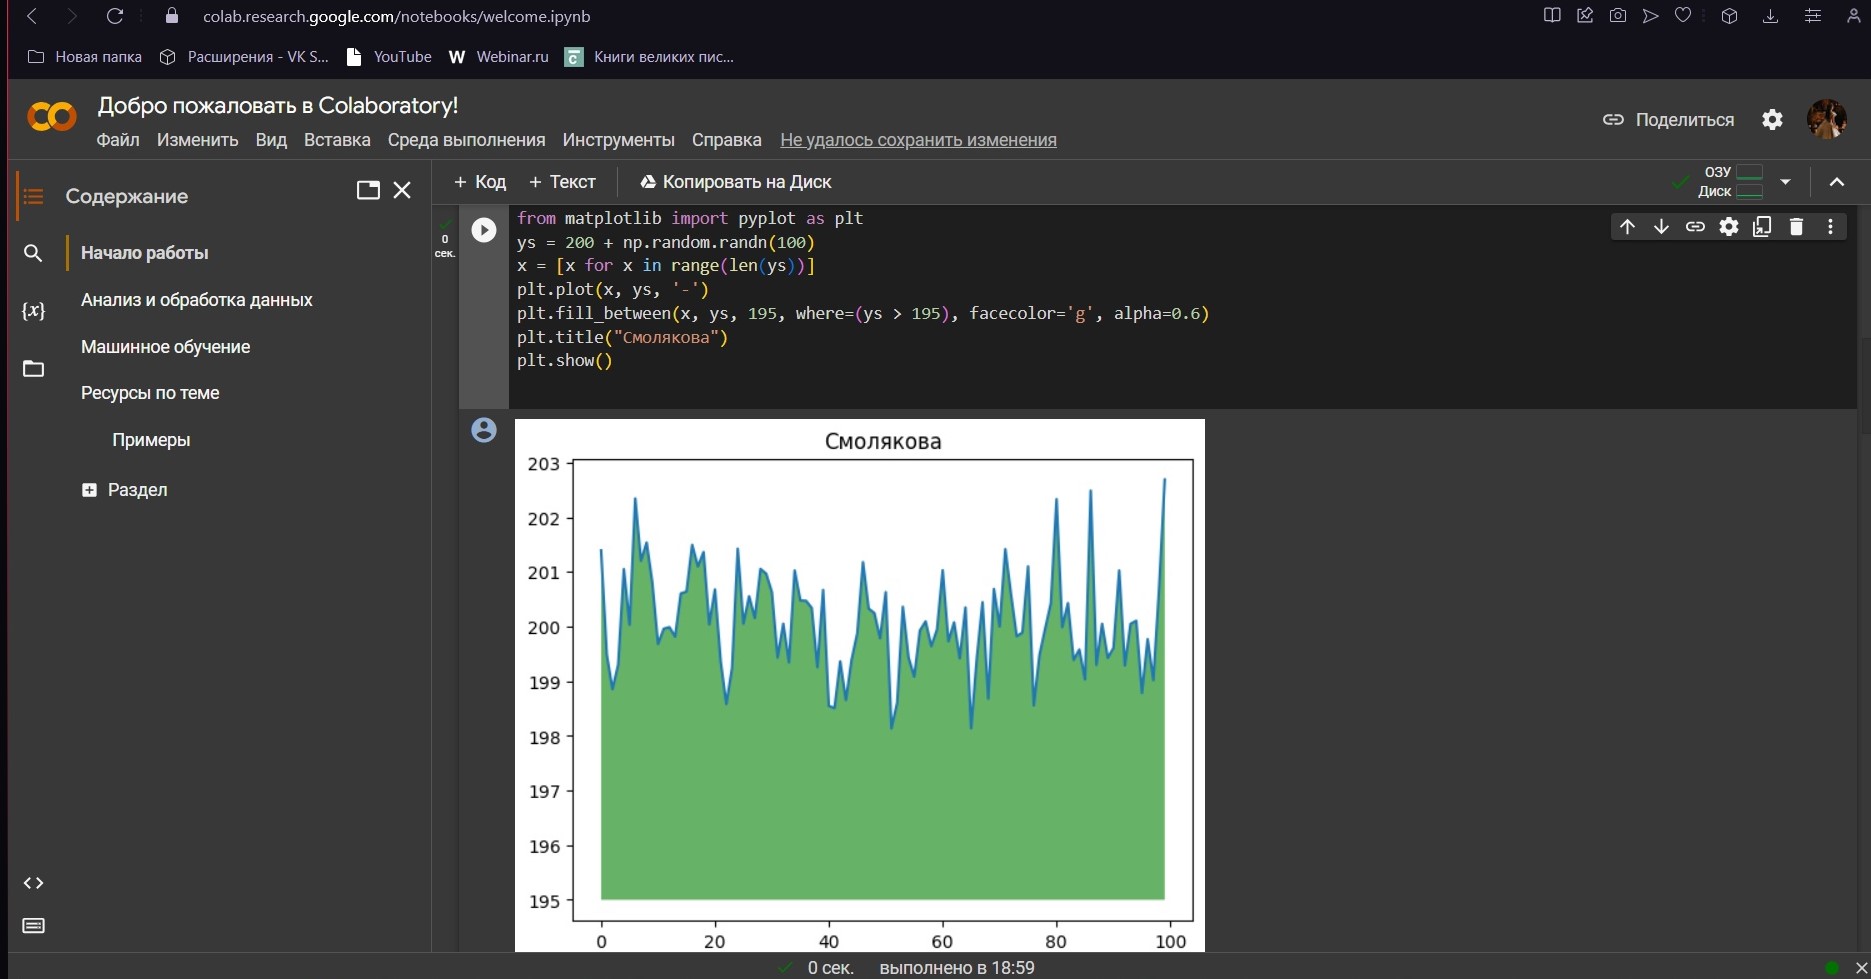 colab.research.google.com/notebooks/welcome.ipynb
Новая папка
Расширения - VK S...
YouTube
W Webinar.ru
C Книги великих пис...
Добро пожаловать в Colaboratory!
Файл Изменить Вид Вставка Среда выполнения Инструменты Справка Не удалось сохранить изменения
Поделиться
Содержание
+ Код + Текст Копировать на Диск
ОЗУ
Диск
Начало работы
Анализ и обработка данных
Машинное обучение
Ресурсы по теме
Примеры
Раздел
{x}
0
сек.
from matplotlib import pyplot as plt
ys = 200 + np.random.randn(100)
x = [x for x in range(len(ys))]
plt.plot(x, ys, '-')
plt.fill_between(x, ys, 195, where=(ys > 195), facecolor='g', alpha=0.6)
plt.title("Смолякова")
plt.show()
Смолякова
203
202
201
200
199
198
197
196
195
0 20 40 60 80 100
0 сек. выполнено в 18:59